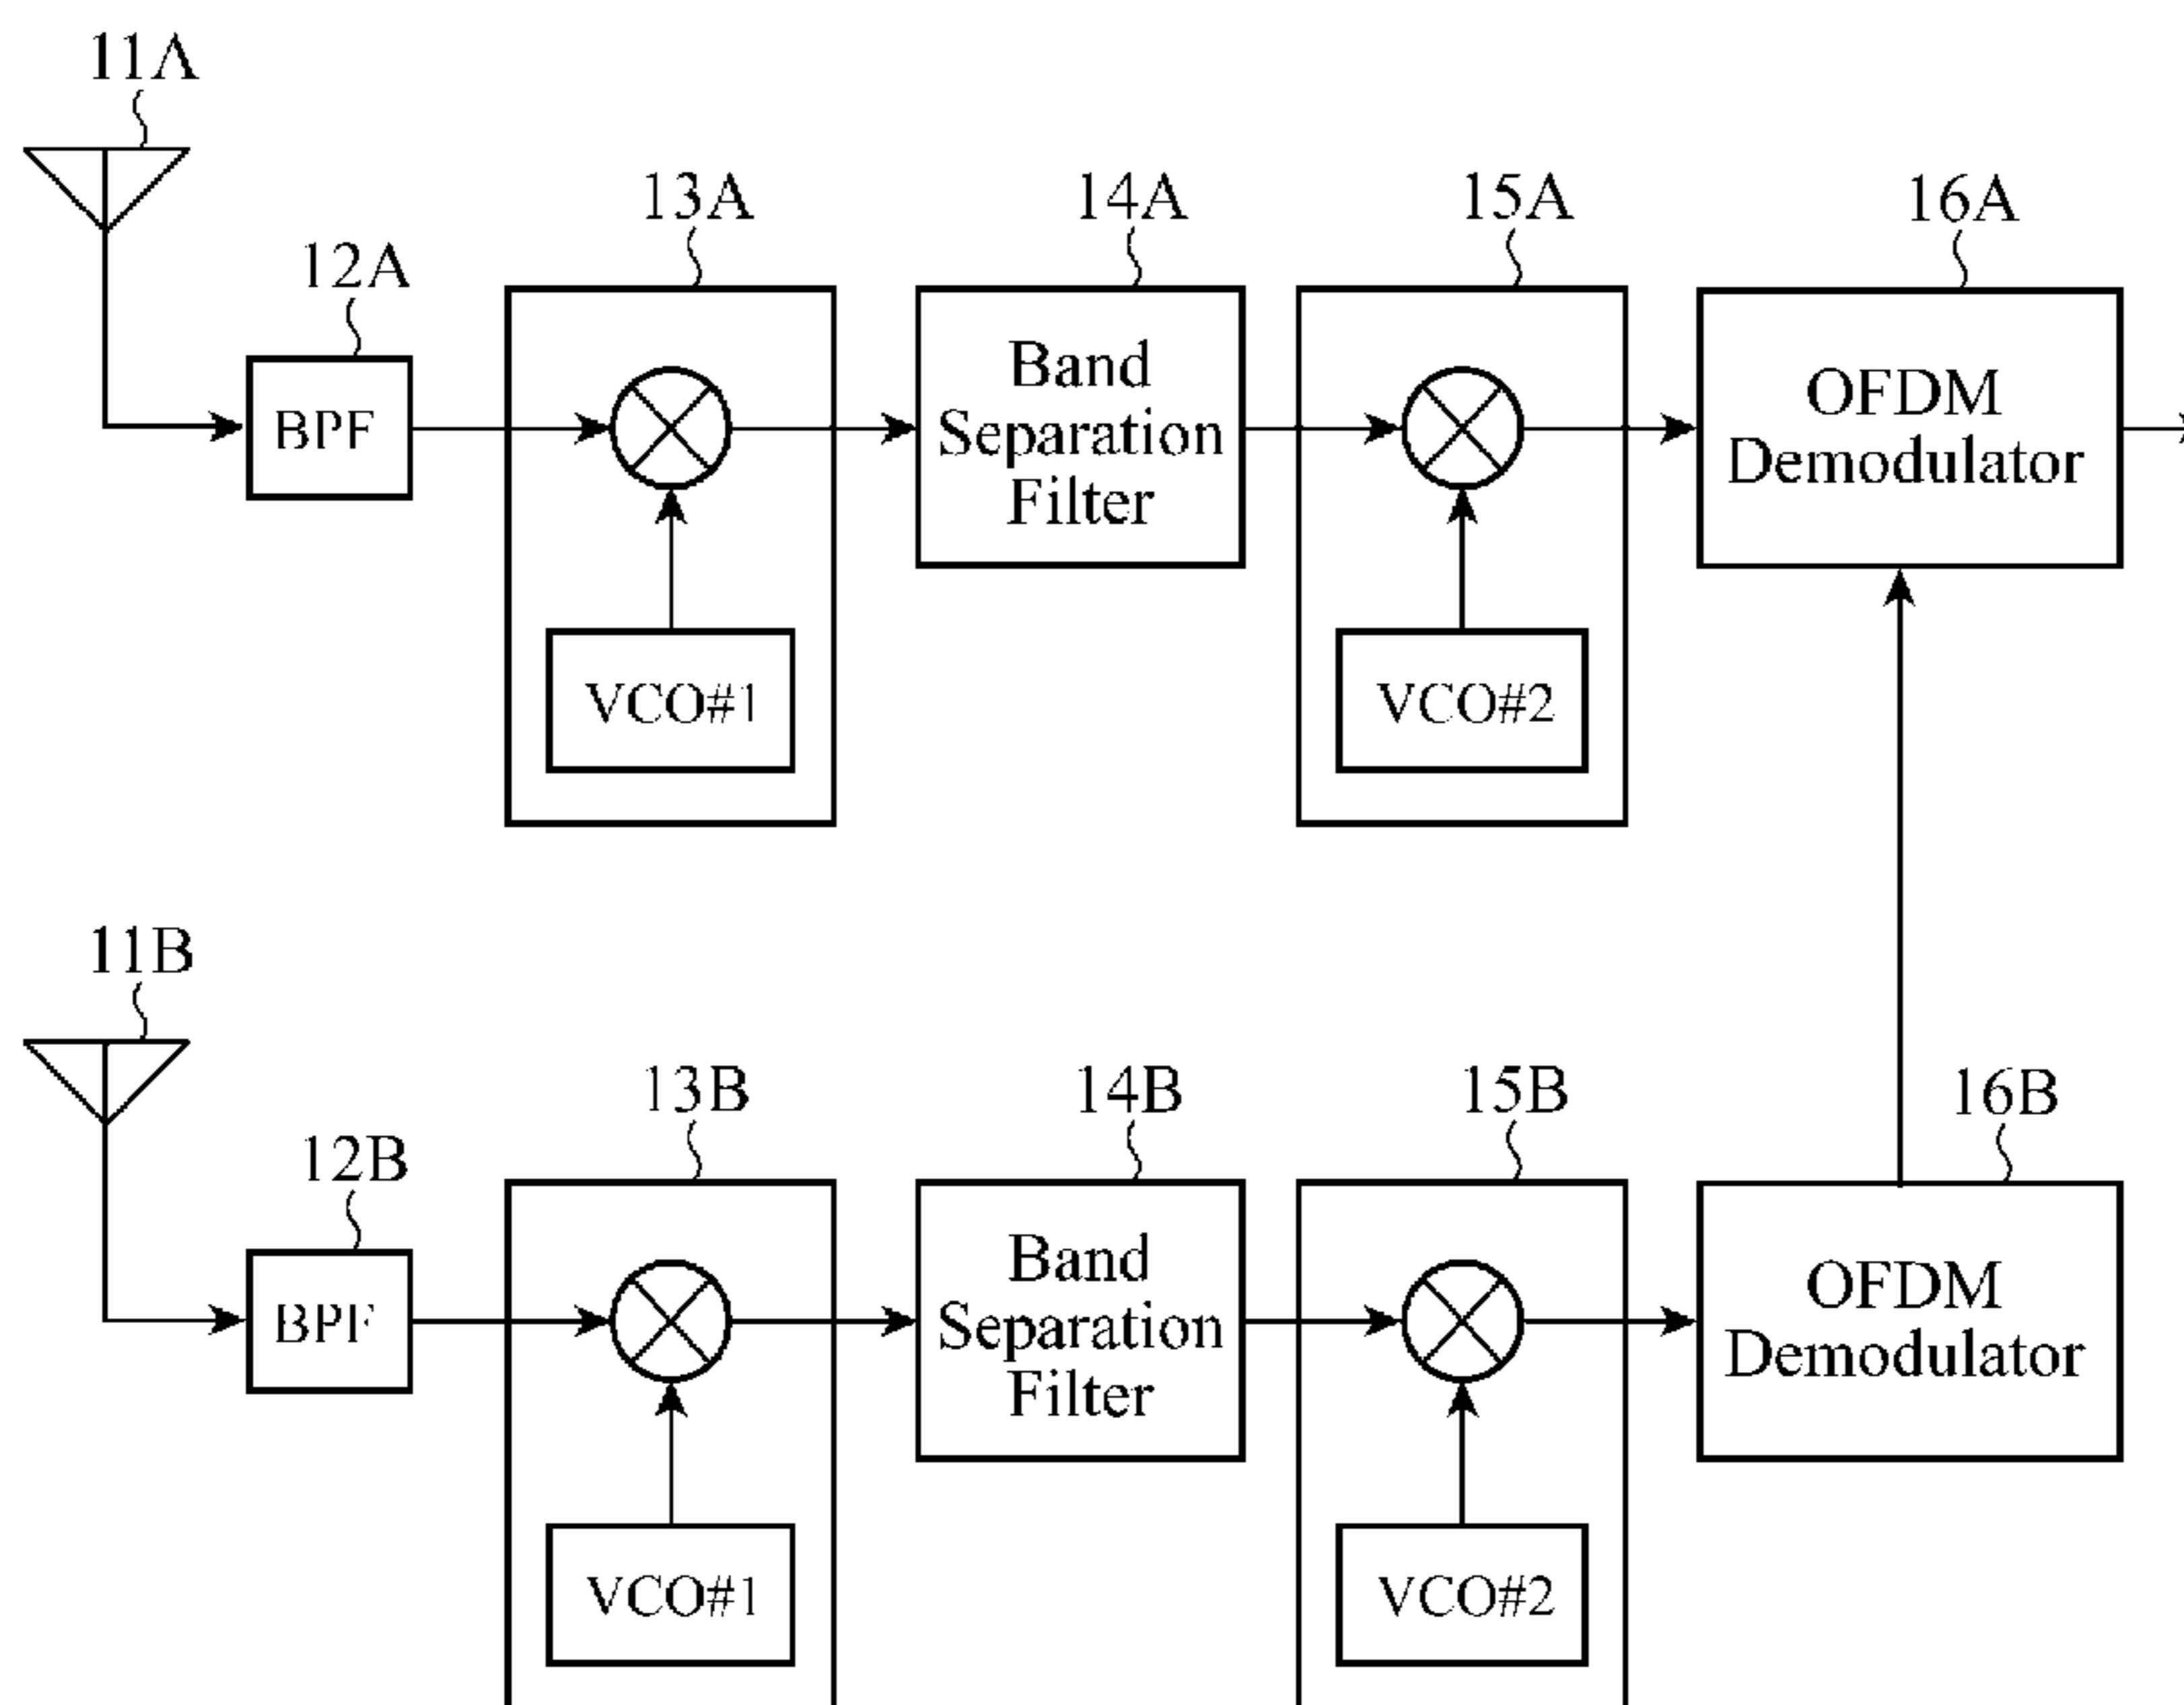 11A
13A
14A
15A
16A
12A
BPF
Band
Separation
Filter
OFDM
Demodulator
VCO#1
VCO#2
11B
13B
14B
15B
16B
12B
BPF
Band
Separation
Filter
OFDM
Demodulator
VCO#1
VCO#2